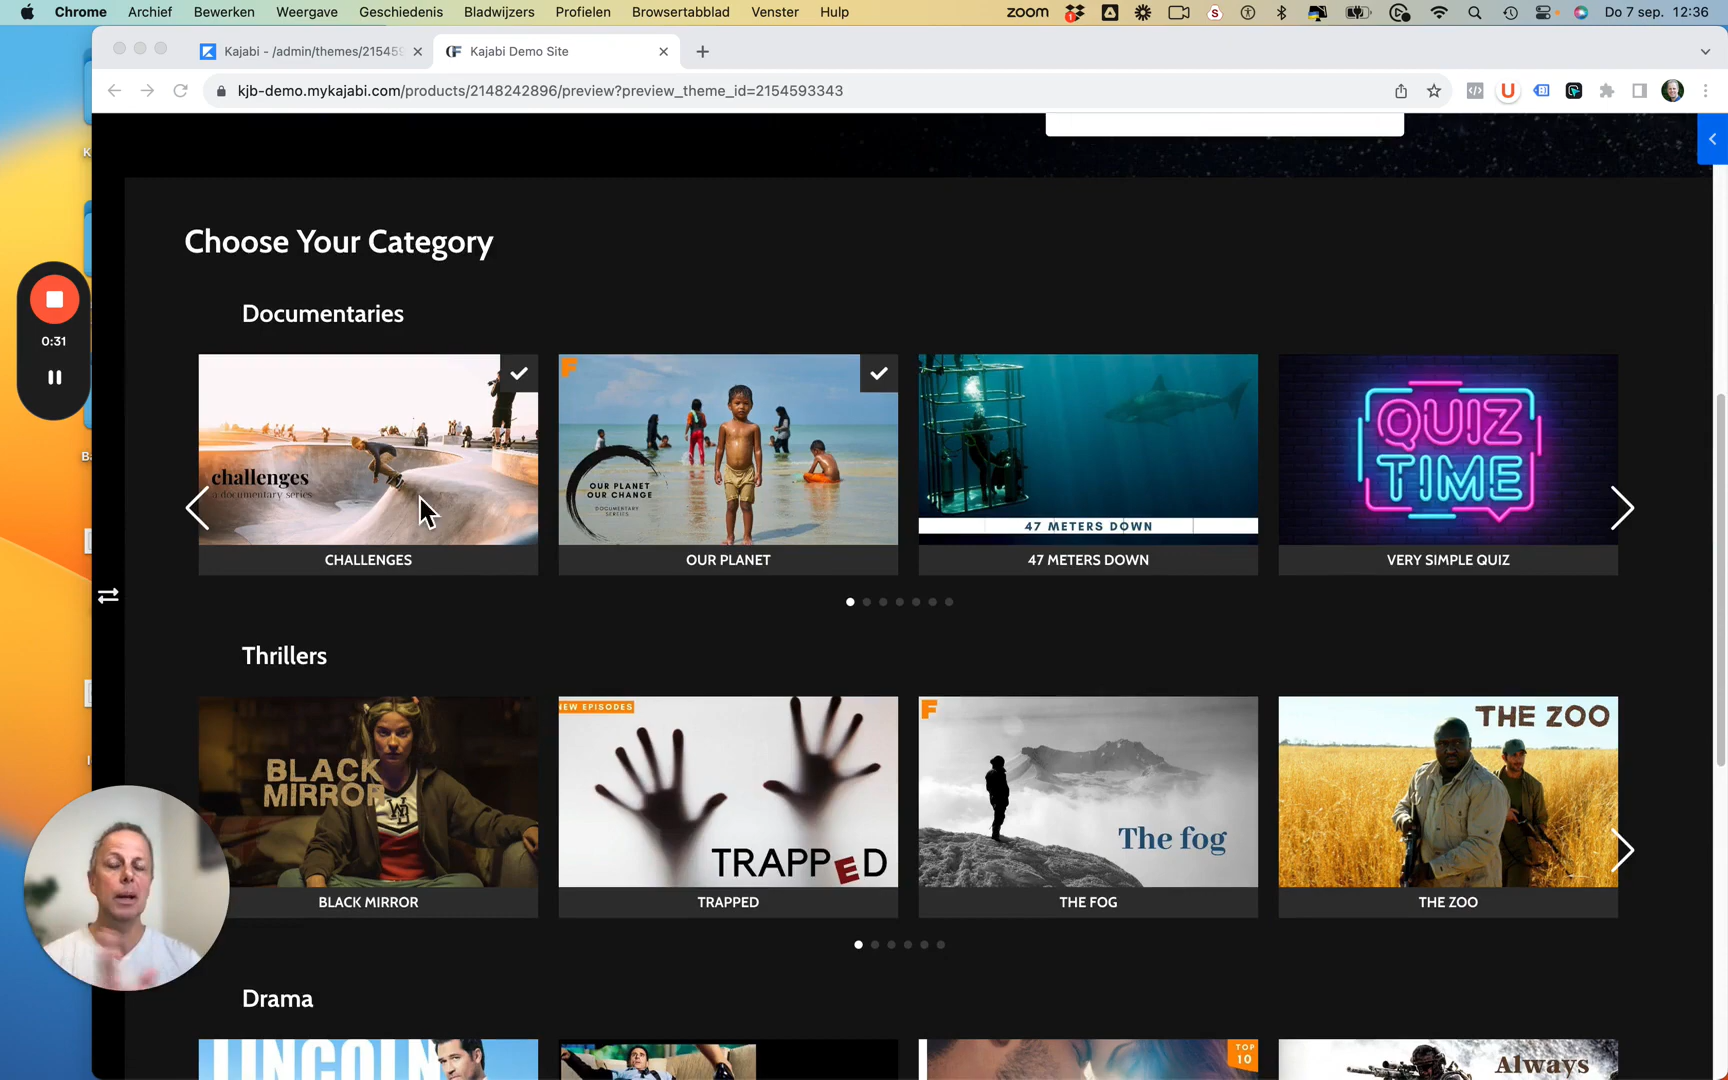 Chrome Archief Bewerken Weergave Geschiedenis Bladwijzers Profielen Browsertabblad Venster Hulp zoom 1 Do 7 sep. 12:36
Kajabi - /admin/themes/21545
Kajabi Demo Site
kjb-demo.mykajabi.com/products/2148242896/preview?preview_theme_id=2154593343
0:31
Choose Your Category
Documentaries
challenges
a documentary series
CHALLENGES
F
OUR PLANET
OUR CHANGE
DOCUMENTARY
SERIES
OUR PLANET
47 METERS DOWN
47 METERS DOWN
QUIZ
TIME
VERY SIMPLE QUIZ
Thrillers
BLACK
MIRROR
BLACK MIRROR
NEW EPISODES
TRAPPED
TRAPPED
F
The fog
THE FOG
THE ZOO
THE ZOO
Drama
LINCOLN
TOP
10
Always